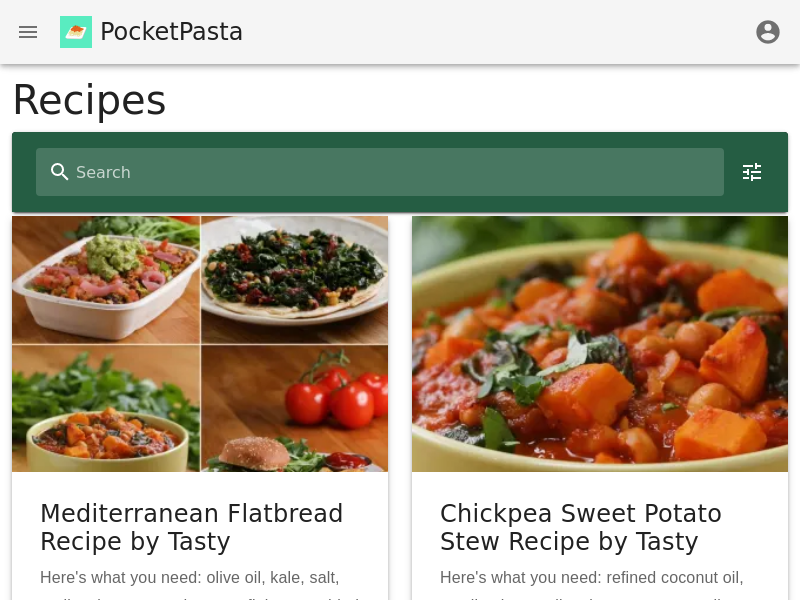 PocketPasta
Recipes
Search
Mediterranean Flatbread
Recipe by Tasty
Here's what you need: olive oil, kale, salt,
Chickpea Sweet Potato
Stew Recipe by Tasty
Here's what you need: refined coconut oil,